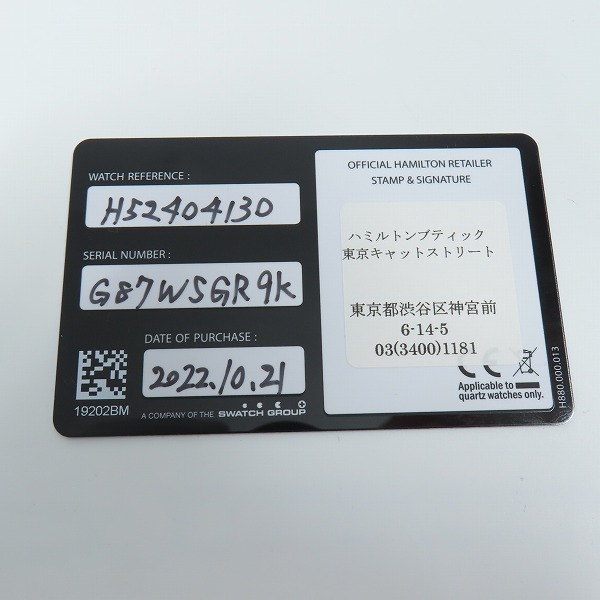 WATCH REFERENCE :
H52404130
SERIAL NUMBER :
G87WSGR9K
DATE OF PURCHASE :
2022.10.21
19202BM
A COMPANY OF THE SWATCH GROUP
OFFICIAL HAMILTON RETAILER
STAMP & SIGNATURE
ハミルトンブティック
東京キャットストリート
東京都渋谷区神宮前
6-14-5
03(3400)1181
CE
Applicable to
quartz watches only.
H880.000.013